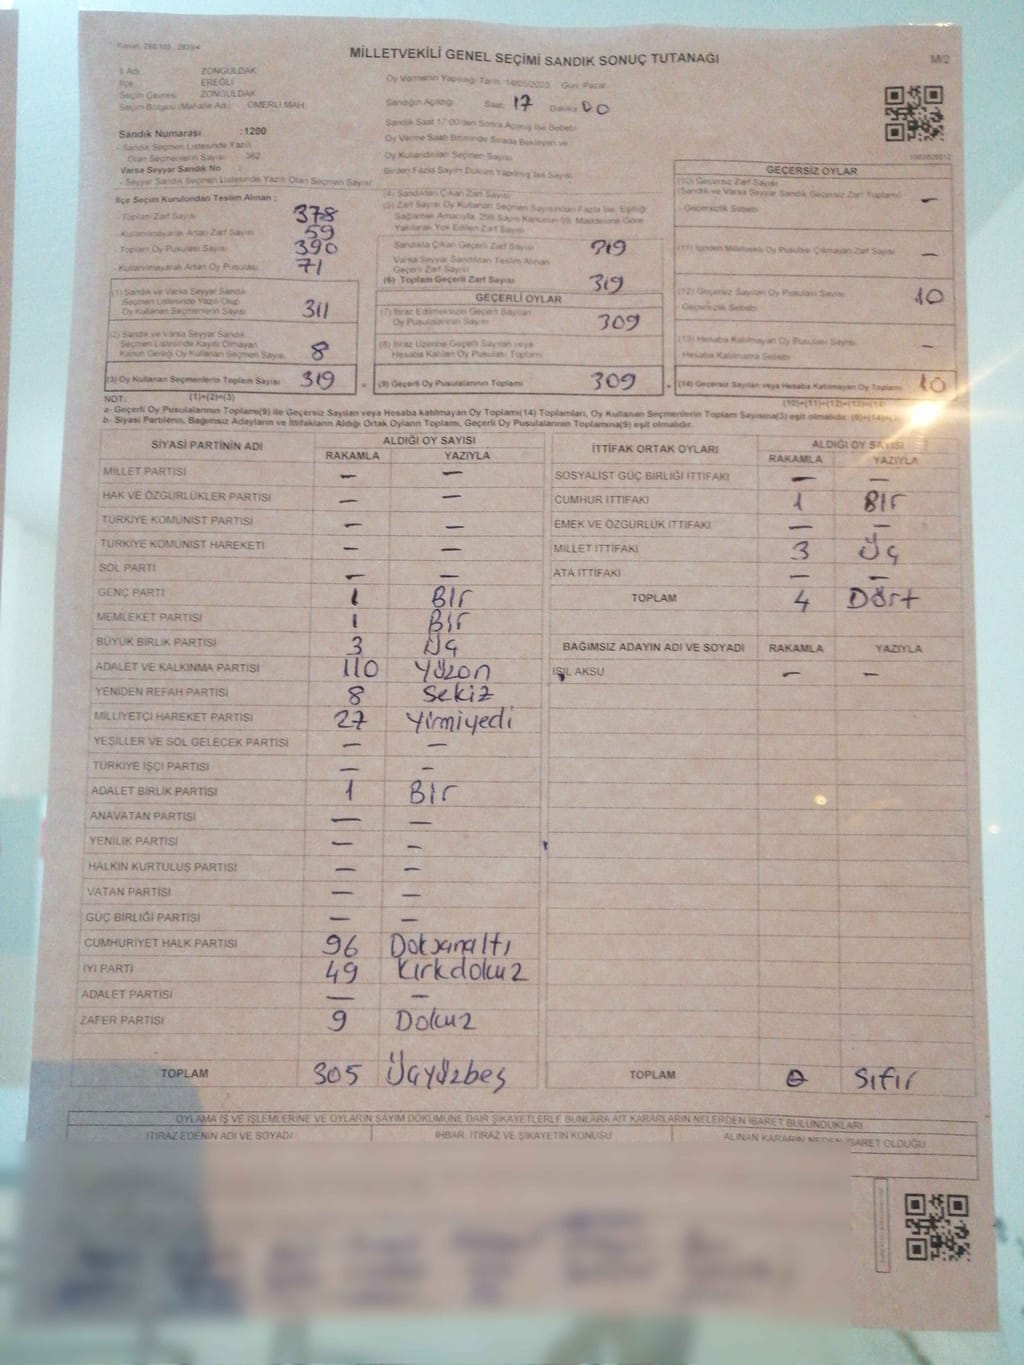 MİLLETVEKİLİ GENEL SEÇİMİ SANDIK SONUÇ TUTANAĞI
M/2
İl Adı ZONGULDAK
İlçe EREĞLİ
Seçim Çevresi ZONGULDAK
Seçim Bölgesi (Mahalle Adı) ÖMERLİ MAH.
Sandık Numarası :1200
- Sandık Seçmen Listesinde Yazılı
Olan Seçmenlerin Sayısı 362
Varsa Seyyar Sandık No :
- Seyyar Sandık Seçmen Listesinde Yazılı Olan Seçmen Sayısı
İlçe Seçim Kurulundan Teslim Alınan ;
- Toplam Zarf Sayısı 378
- Kullanılmayarak Artan Zarf Sayısı 59
- Toplam Oy Pusulası Sayısı 390
- Kullanılmayarak Artan Oy Pusulası 71
(1) Sandık ve Varsa Seyyar Sandık
Seçmen Listesinde Yazılı Olup
Oy Kullanan Seçmenlerin Sayısı 311
(2) Sandık ve Varsa Seyyar Sandık
Seçmen Listesinde Kayıtlı Olmayan
Kanun Gereği Oy Kullanan Seçmen Sayısı 8
(3) Oy Kullanan Seçmenlerin Toplam Sayısı 319
Oy Vermenin Yapıldığı Tarih: 14/05/2023 Gün: Pazar
Sandığın Açıldığı Saat: 17 Dakika 00
Sandık Saat 17:00'den Sonra Açılmış İse Sebebi
Oy Verme Saati Bitiminde Sırada Bekleyen ve
Oy Kullandırılan Seçmen Sayısı
Birden Fazla Sayım Döküm Yapılmış İse Sayısı
(4) Sandıktan Çıkan Zarf Sayısı
(5) Zarf Sayısı Oy Kullanan Seçmen Sayısından Fazla İse, Eşitliği
Sağlamak Amacıyla, 298 Sayılı Kanunun 98. Maddesine Göre
Yakılarak Yok Edilen Zarf Sayısı
Sandıkta Çıkan Geçerli Zarf Sayısı 319
Varsa Seyyar Sandıktan Teslim Alınan
Geçerli Zarf Sayısı
(6) Toplam Geçerli Zarf Sayısı 319
GEÇERLİ OYLAR
(7) İtiraz Edilmeksizin Geçerli Sayılan
Oy Pusulalarının Sayısı 309
(8) İtiraz Üzerine Geçerli Sayılan veya
Hesaba Katılan Oy Pusulası Toplamı
(9) Geçerli Oy Pusulalarının Toplamı 309
GEÇERSİZ OYLAR
(10) Geçersiz Zarf Sayısı
(Sandık ve Varsa Seyyar Sandık Geçersiz Zarf Toplamı) -
- Geçersizlik Sebebi
(11) İçinden Milletvekili Oy Pusulası Çıkmayan Zarf Sayısı -
(12) Geçersiz Sayılan Oy Pusulası Sayısı 10
- Geçersizlik Sebebi
(13) Hesaba Katılmayan Oy Pusulası Sayısı -
Hesaba Katılmama Sebebi
(14) Geçersiz Sayılan veya Hesaba Katılmayan Oy Toplamı 10
NOT: (1)+(2)=(3)
(10)+(11)+(12)+(13)=(14)
a- Geçerli Oy Pusulalarının Toplamı(9) ile Geçersiz Sayılan veya Hesaba katılmayan Oy Toplamı(14) Toplamları, Oy Kullanan Seçmenlerin Toplam Sayısına(3) eşit olmalıdır.
b- Siyasi Partilerin, Bağımsız Adayların ve İttifakların Aldığı Ortak Oyların Toplamı, Geçerli Oy Pusulalarının Toplamına(9) eşit olmalıdır.
SİYASİ PARTİNİN ADI ALDIĞI OY SAYISI
RAKAMLA YAZIYLA
MİLLET PARTİSİ - -
HAK VE ÖZGÜRLÜKLER PARTİSİ - -
TÜRKİYE KOMÜNİST PARTİSİ - -
TÜRKİYE KOMÜNİST HAREKETİ - -
SOL PARTİ - -
GENÇ PARTİ 1 BİR
MEMLEKET PARTİSİ 1 BİR
BÜYÜK BİRLİK PARTİSİ 3 Üç
ADALET VE KALKINMA PARTİSİ 110 Yüzon
YENİDEN REFAH PARTİSİ 8 Sekiz
MİLLİYETÇİ HAREKET PARTİSİ 27 Yirmiyedi
YEŞİLLER VE SOL GELECEK PARTİSİ - -
TÜRKİYE İŞÇİ PARTİSİ - -
ADALET BİRLİK PARTİSİ 1 BİR
ANAVATAN PARTİSİ - -
YENİLİK PARTİSİ - -
HALKIN KURTULUŞ PARTİSİ - -
VATAN PARTİSİ - -
GÜÇ BİRLİĞİ PARTİSİ - -
CUMHURİYET HALK PARTİSİ 96 Doksanaltı
İYİ PARTİ 49 Kırkdokuz
ADALET PARTİSİ - -
ZAFER PARTİSİ 9 Dokuz
TOPLAM 305 Üçyüzbeş
İTTİFAK ORTAK OYLARI ALDIĞI OY SAYISI
RAKAMLA YAZIYLA
SOSYALİST GÜÇ BİRLİĞİ İTTİFAKI - -
CUMHUR İTTİFAKI 1 BİR
EMEK VE ÖZGÜRLÜK İTTİFAKI - -
MİLLET İTTİFAKI 3 Üç
ATA İTTİFAKI - -
TOPLAM 4 Dört
BAĞIMSIZ ADAYIN ADI VE SOYADI RAKAMLA YAZIYLA
IŞIL AKSU - -
TOPLAM 0 Sıfır
OYLAMA İŞ VE İŞLEMLERİNE VE OYLARIN SAYIM DÖKÜMÜNE DAİR ŞİKAYETLERLE BUNLARA AİT KARARLARIN NELERDEN İBARET BULUNDUKLARI
İTİRAZ EDENİN ADI VE SOYADI İHBAR, İTİRAZ VE ŞİKAYETİN KONUSU ALINAN KARARIN NEDEN İBARET OLDUĞU